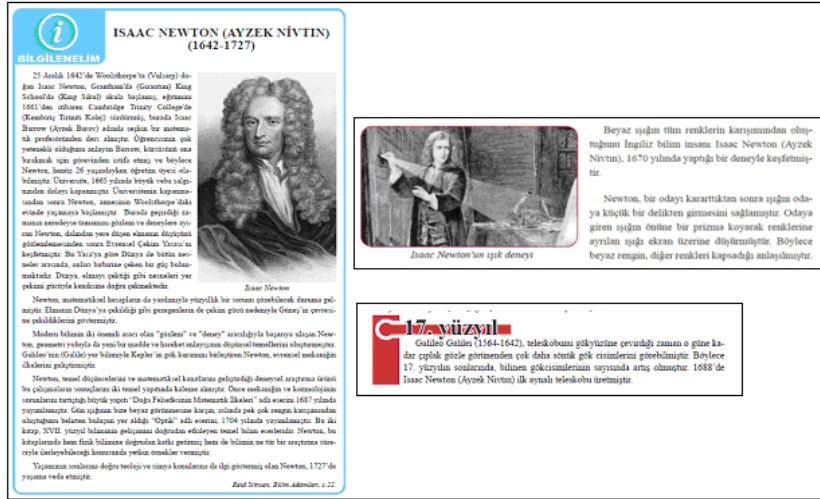 BİLGİLENELİM
ISAAC NEWTON (AYZEK NİVTIN)
(1642-1727)
25 Aralık 1642'de Woolsthorpe'ta (Vulsarp) do-
ğan Isaac Newton, Grantham'da (Grantım) King
School'da (King Sıkul) okula başlamış, eğitimini
1661'den itibaren Cambridge Trinity College'de
(Kembiriç Tiriniti Kolej) sürdürmüş, burada Isaac
Barrow (Ayzek Barov) adında seçkin bir matema-
tik profesöründen ders almıştır. Öğrencisinin çok
yetenekli olduğunu anlayan Barrow, kürsüsünü ona
bırakmak için görevinden istifa etmiş ve böylece
Newton, henüz 26 yaşındayken öğretim üyesi ola-
bilmiştir. Üniversite, 1665 yılında büyük veba salgı-
nından dolayı kapanmıştır. Üniversitenin kapanma-
sından sonra Newton, annesinin Woolsthorpe'daki
evinde yaşamaya başlamıştır. Burada geçirdiği za-
manın neredeyse tamamını gözlem ve deneylere ayı-
ran Newton, dalından yere düşen elmanın düşüşünü
gözlemlemesinden sonra Evrensel Çekim Yasası'nı
keşfetmiştir. Bu Yasa'ya göre Dünya ile bütün nes-
neler arasında, onları birbirine çeken bir güç bulun-
maktadır. Dünya, elmayı çektiği gibi nesneleri yer
çekimi gücüyle kendisine doğru çekmektedir.
Isaac Newton
Newton, matematiksel hesapların da yardımıyla yüzyıllık bir sorunu çözebilecek duruma gel-
miştir. Elmanın Dünya'ya çekildiği gibi gezegenlerin de çekim gücü nedeniyle Güneş'in çevresi-
ne çekildiklerini göstermiştir.
Modern bilimin iki önemli aracı olan "gözlem" ve "deney" aracılığıyla başarıya ulaşan New-
ton, geometri yoluyla da yeni bir madde ve hareket anlayışının düşünsel temellerini oluşturmuştur.
Galileo'nin (Galile) yer bilimiyle Kepler'in gök kuramını birleştiren Newton, evrensel mekaniğin
ilkelerini geliştirmiştir.
Newton, temel düşüncelerini ve matematiksel kanıtlarını geliştirdiği deneysel araştırma ürünü
bu çalışmaların sonuçlarını iki temel yapıtında kaleme almıştır. Önce mekaniğin ve kozmolojinin
sorunlarını tartıştığı büyük yapıtı "Doğa Felsefesinin Matematik İlkeleri" adlı eserini 1687 yılında
yayımlamıştır. Gün ışığının bize beyaz görünmesine karşın, aslında pek çok rengin karışımından
oluştuğunu belirten buluşun yer aldığı "Optik" adlı eserini, 1704 yılında yayımlamıştır. Bu iki
kitap, XVII. yüzyıl biliminin gelişimini doğrudan etkileyen temel bilim eserleridir. Newton, bu
kitaplarında hem fizik bilimine doğrudan katkı getirmiş hem de bilimin ne tür bir araştırma süre-
ciyle ilerleyebileceği konusunda yetkin örnekler vermiştir.
Yaşamının sonlarına doğru teoloji ve simya konularına da ilgi göstermiş olan Newton, 1727'de
yaşama veda etmiştir.
Bilim Adamları, s.22.
Isaac Newton'un ışık deneyi
Beyaz ışığın tüm renklerin karışımından oluş-
tuğunu İngiliz bilim insanı Isaac Newton (Ayzek
Nivtın), 1670 yılında yaptığı bir deneyle keşfetmiş-
tir.
Newton, bir odayı kararttıktan sonra ışığın oda-
ya küçük bir delikten girmesini sağlamıştır. Odaya
giren ışığın önüne bir prizma koyarak renklerine
ayrılan ışığı ekran üzerine düşürmüştür. Böylece
beyaz rengin, diğer renkleri kapsadığı anlaşılmıştır.
17. yüzyıl
Galileo Galilei (1564-1642), teleskobunu gökyüzüne çevirdiği zaman o güne ka-
dar çıplak gözle görünenden çok daha sönük gök cisimlerini görebilmiştir. Böylece
17. yüzyılın sonlarında, bilinen gökcisimlerinin sayısında artış olmuştur. 1688'de
Isaac Newton (Ayzek Nivtın) ilk aynalı teleskobu üretmiştir.